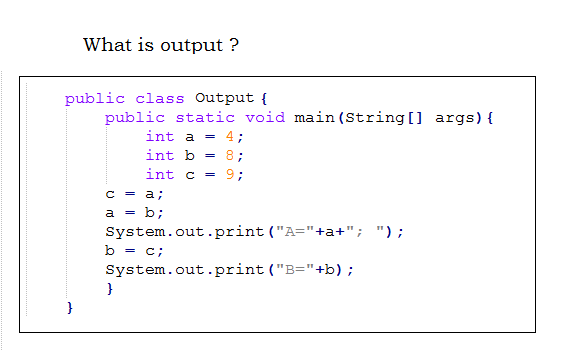 What is output ?
public class Output {
public static void main(String[] args){
int a = 4;
int b = 8;
int c = 9;
c = a;
a = b;
System.out.print("A="+a+"; ");
b = c;
System.out.print("B="+b);
}
}